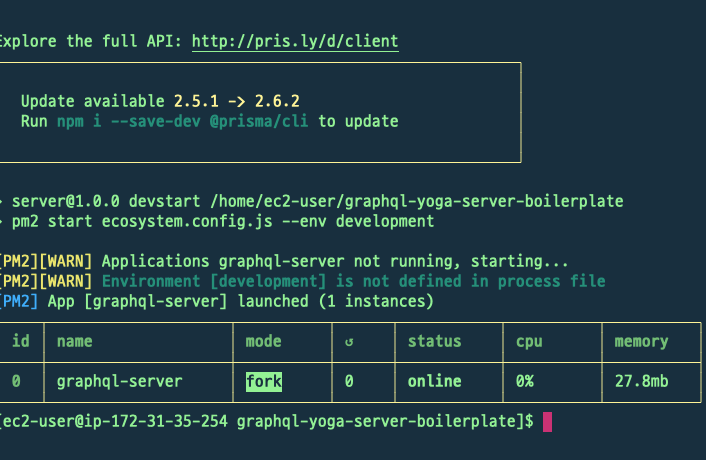 Explore the full API: http://pris.ly/d/client
Update available 2.5.1 -> 2.6.2
Run npm i --save-dev @prisma/cli to update
> server@1.0.0 devstart /home/ec2-user/graphql-yoga-server-boilerplate
> pm2 start ecosystem.config.js --env development
[PM2][WARN] Applications graphql-server not running, starting...
[PM2][WARN] Environment [development] is not defined in process file
[PM2] App [graphql-server] launched (1 instances)
id name mode ↺ status cpu memory
0 graphql-server fork 0 online 0% 27.8mb
[ec2-user@ip-172-31-35-254 graphql-yoga-server-boilerplate]$